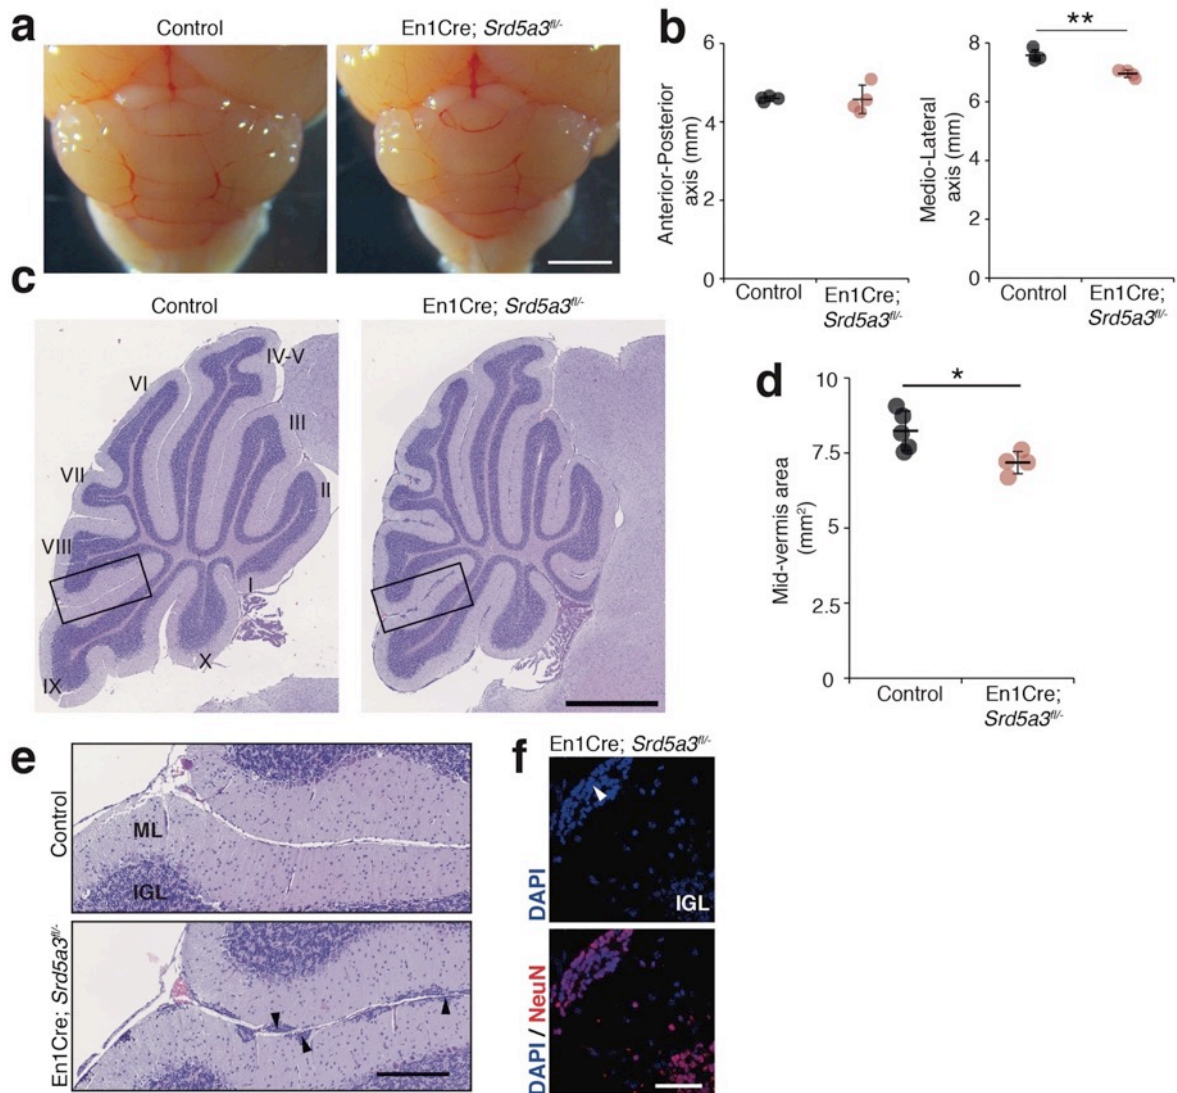 a
Control
En1Cre; Srd5a3fl/-
b
6
4
2
0
Anterior-Posterior
axis (mm)
Control
En1Cre;
Srd5a3fl/-
**
8
6
4
2
0
Medio-Lateral
axis (mm)
Control
En1Cre;
Srd5a3fl/-
c
Control
En1Cre; Srd5a3fl/-
IV-V
VI
III
VII
II
VIII
I
X
IX
d
*
10
7.5
5
2.5
0
Mid-vermis area
(mm2)
Control
En1Cre;
Srd5a3fl/-
e
Control
ML
IGL
En1Cre; Srd5a3fl/-
f
En1Cre; Srd5a3fl/-
DAPI
IGL
DAPI / NeuN